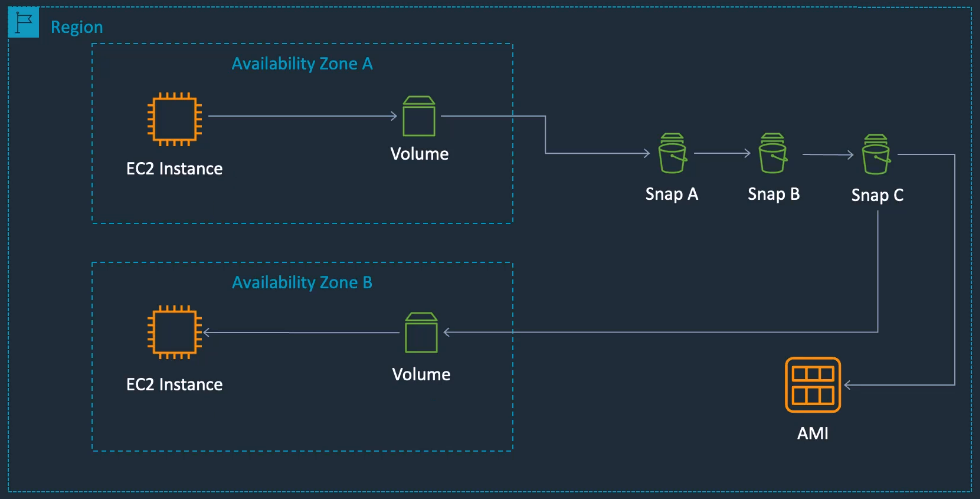 Region
Availability Zone A
EC2 Instance
Volume
Snap A
Snap B
Snap C
Availability Zone B
EC2 Instance
Volume
AMI